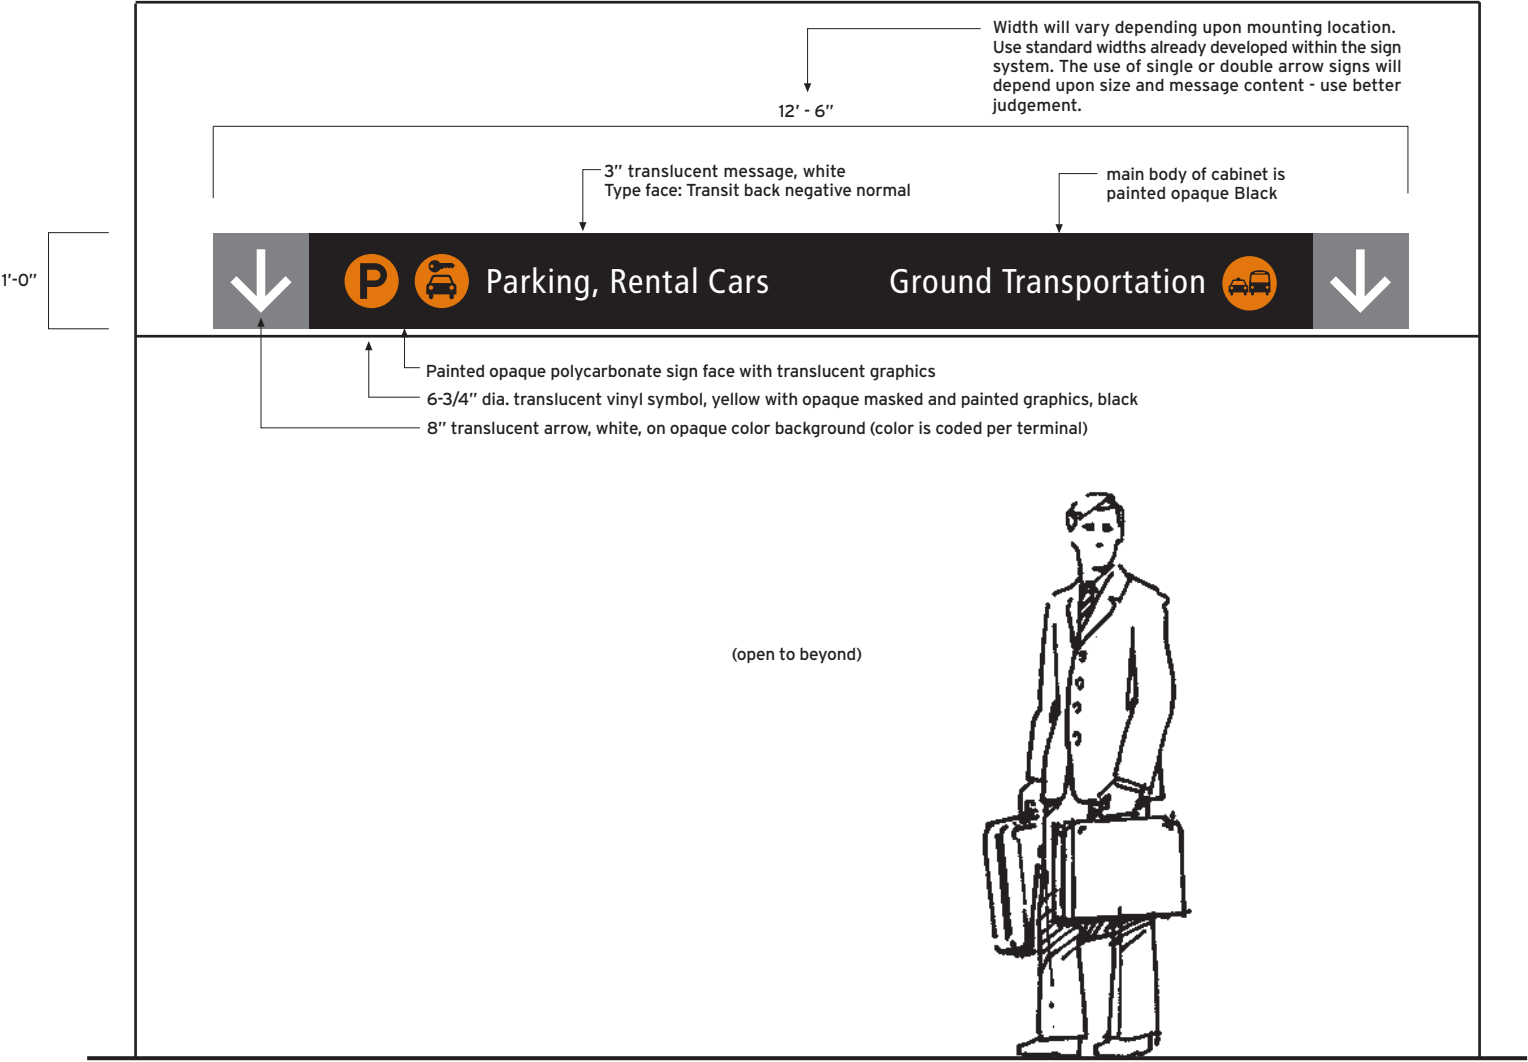 Width will vary depending upon mounting location.
Use standard widths already developed within the sign
system. The use of single or double arrow signs will
depend upon size and message content - use better
judgement.
12' - 6"
3" translucent message, white
Type face: Transit back negative normal
main body of cabinet is
painted opaque Black
1'-0"
P Parking, Rental Cars Ground Transportation
Painted opaque polycarbonate sign face with translucent graphics
6-3/4" dia. translucent vinyl symbol, yellow with opaque masked and painted graphics, black
8" translucent arrow, white, on opaque color background (color is coded per terminal)
(open to beyond)